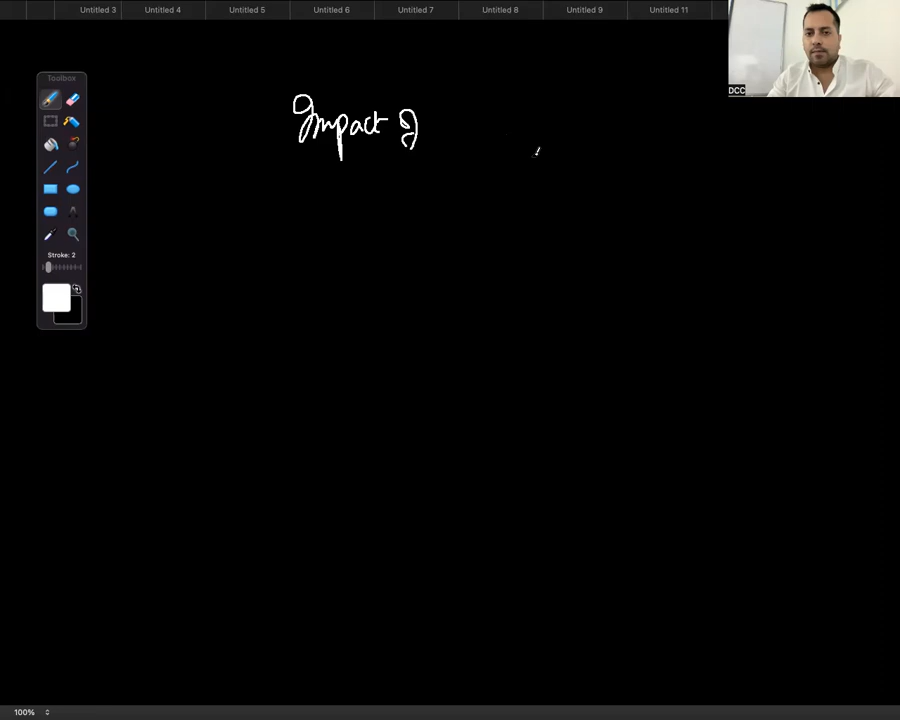 Untitled 3 Untitled 4 Untitled 5 Untitled 6 Untitled 7 Untitled 8 Untitled 9 Untitled 11
DCC
Toolbox
Impact
Stroke: 2
100%